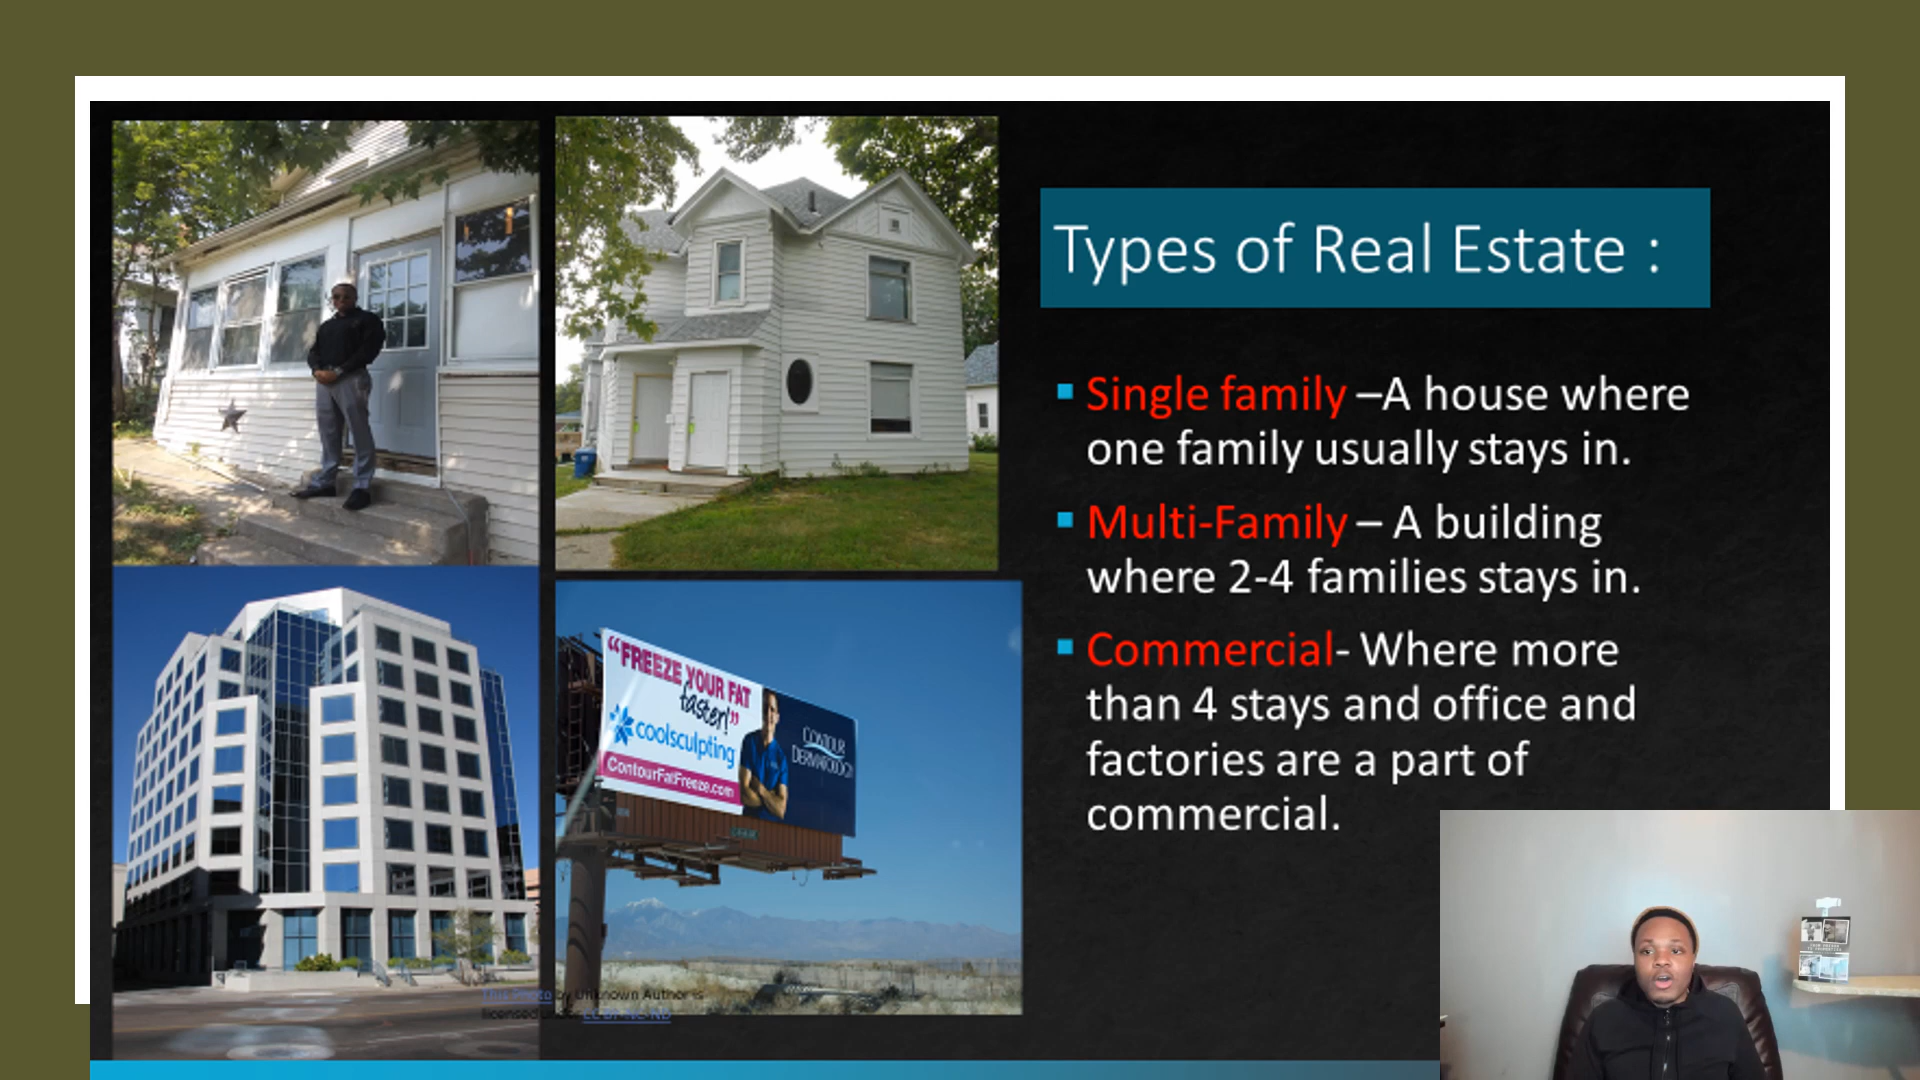 Types of Real Estate :
Single family –A house where
one family usually stays in.
Multi-Family – A building
where 2-4 families stays in.
Commercial- Where more
than 4 stays and office and
factories are a part of
commercial.
“FREEZE YOUR FAT
faster!”
coolsculpting
ContourFatFreeze.com
CONTOUR
DERMATOLOGY
This Photo by Unknown Author is
licensed under CC BY-NC-ND